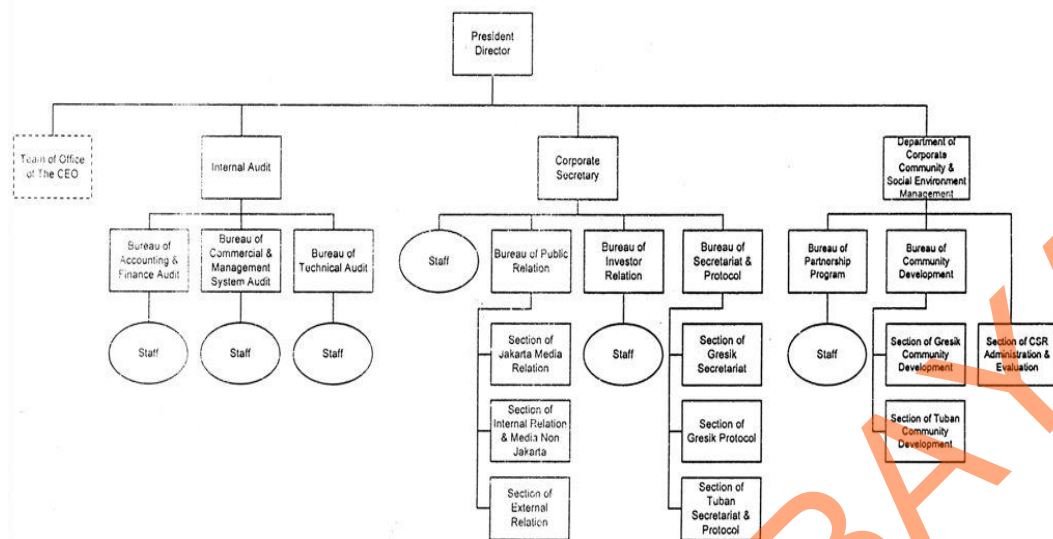 President
Director
Team of Office
of The CEO
Internal Audit
Corporate
Secretary
Department of
Corporate
Community &
Social Environment
Management
Bureau of
Accounting &
Finance Audit
Bureau of
Commercial &
Management
System Audit
Bureau of
Technical Audit
Staff
Bureau of Public
Relation
Bureau of
Investor
Relation
Bureau of
Secretariat &
Protocol
Bureau of
Partnership
Program
Bureau of
Community
Development
Staff
Staff
Staff
Section of
Jakarta Media
Relation
Staff
Section of
Gresik
Secretariat
Staff
Section of Gresik
Community
Development
Section of CSR
Administration &
Evaluation
Section of
Internal Relation
& Media Non
Jakarta
Section of
Gresik Protocol
Section of Tuban
Community
Development
Section of
External
Relation
Section of
Tuban
Secretariat &
Protocol
BAY